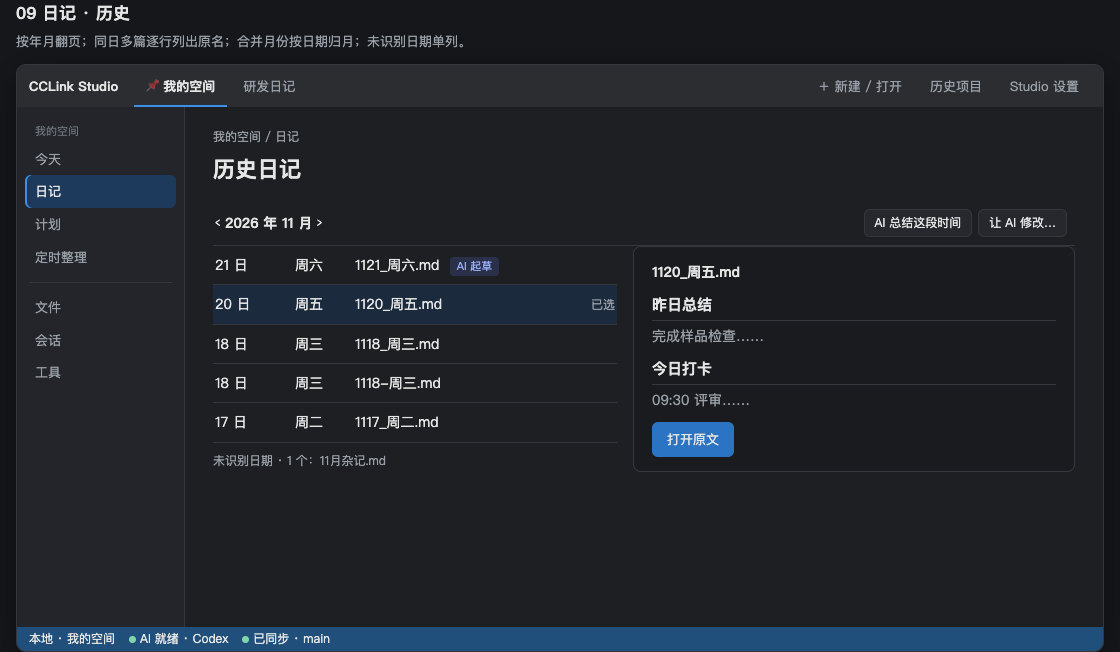 09 日记 · 历史
按年月翻页；同日多篇逐行列出原名；合并月份按日期归月；未识别日期单列。
CCLink Studio 我的空间 研发日记 + 新建 / 打开 历史项目 Studio 设置
我的空间
今天
日记
计划
定时整理
文件
会话
工具
我的空间 / 日记
历史日记
‹ 2026 年 11 月 › AI 总结这段时间 让 AI 修改…
21 日 周六 1121_周六.md AI 起草
20 日 周五 1120_周五.md 已选
18 日 周三 1118_周三.md
18 日 周三 1118-周三.md
17 日 周二 1117_周二.md
未识别日期 · 1 个：11月杂记.md
1120_周五.md
昨日总结
完成样品检查……
今日打卡
09:30 评审……
打开原文
本地 · 我的空间 AI 就绪 · Codex 已同步 · main